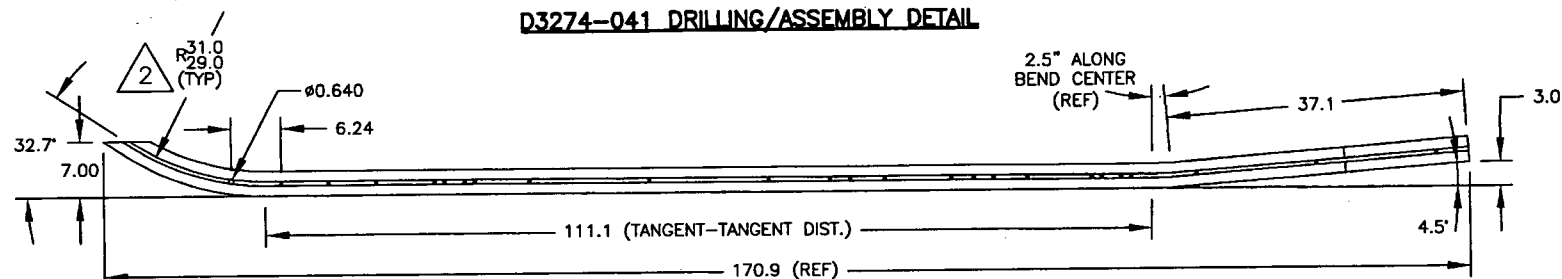 D3274-041 DRILLING/ASSEMBLY DETAIL
2
R31.0
29.0
(TYP)
ø0.640
6.24
2.5" ALONG
BEND CENTER
(REF)
37.1
3.0
32.7°
7.00
111.1 (TANGENT-TANGENT DIST.)
4.5°
170.9 (REF)